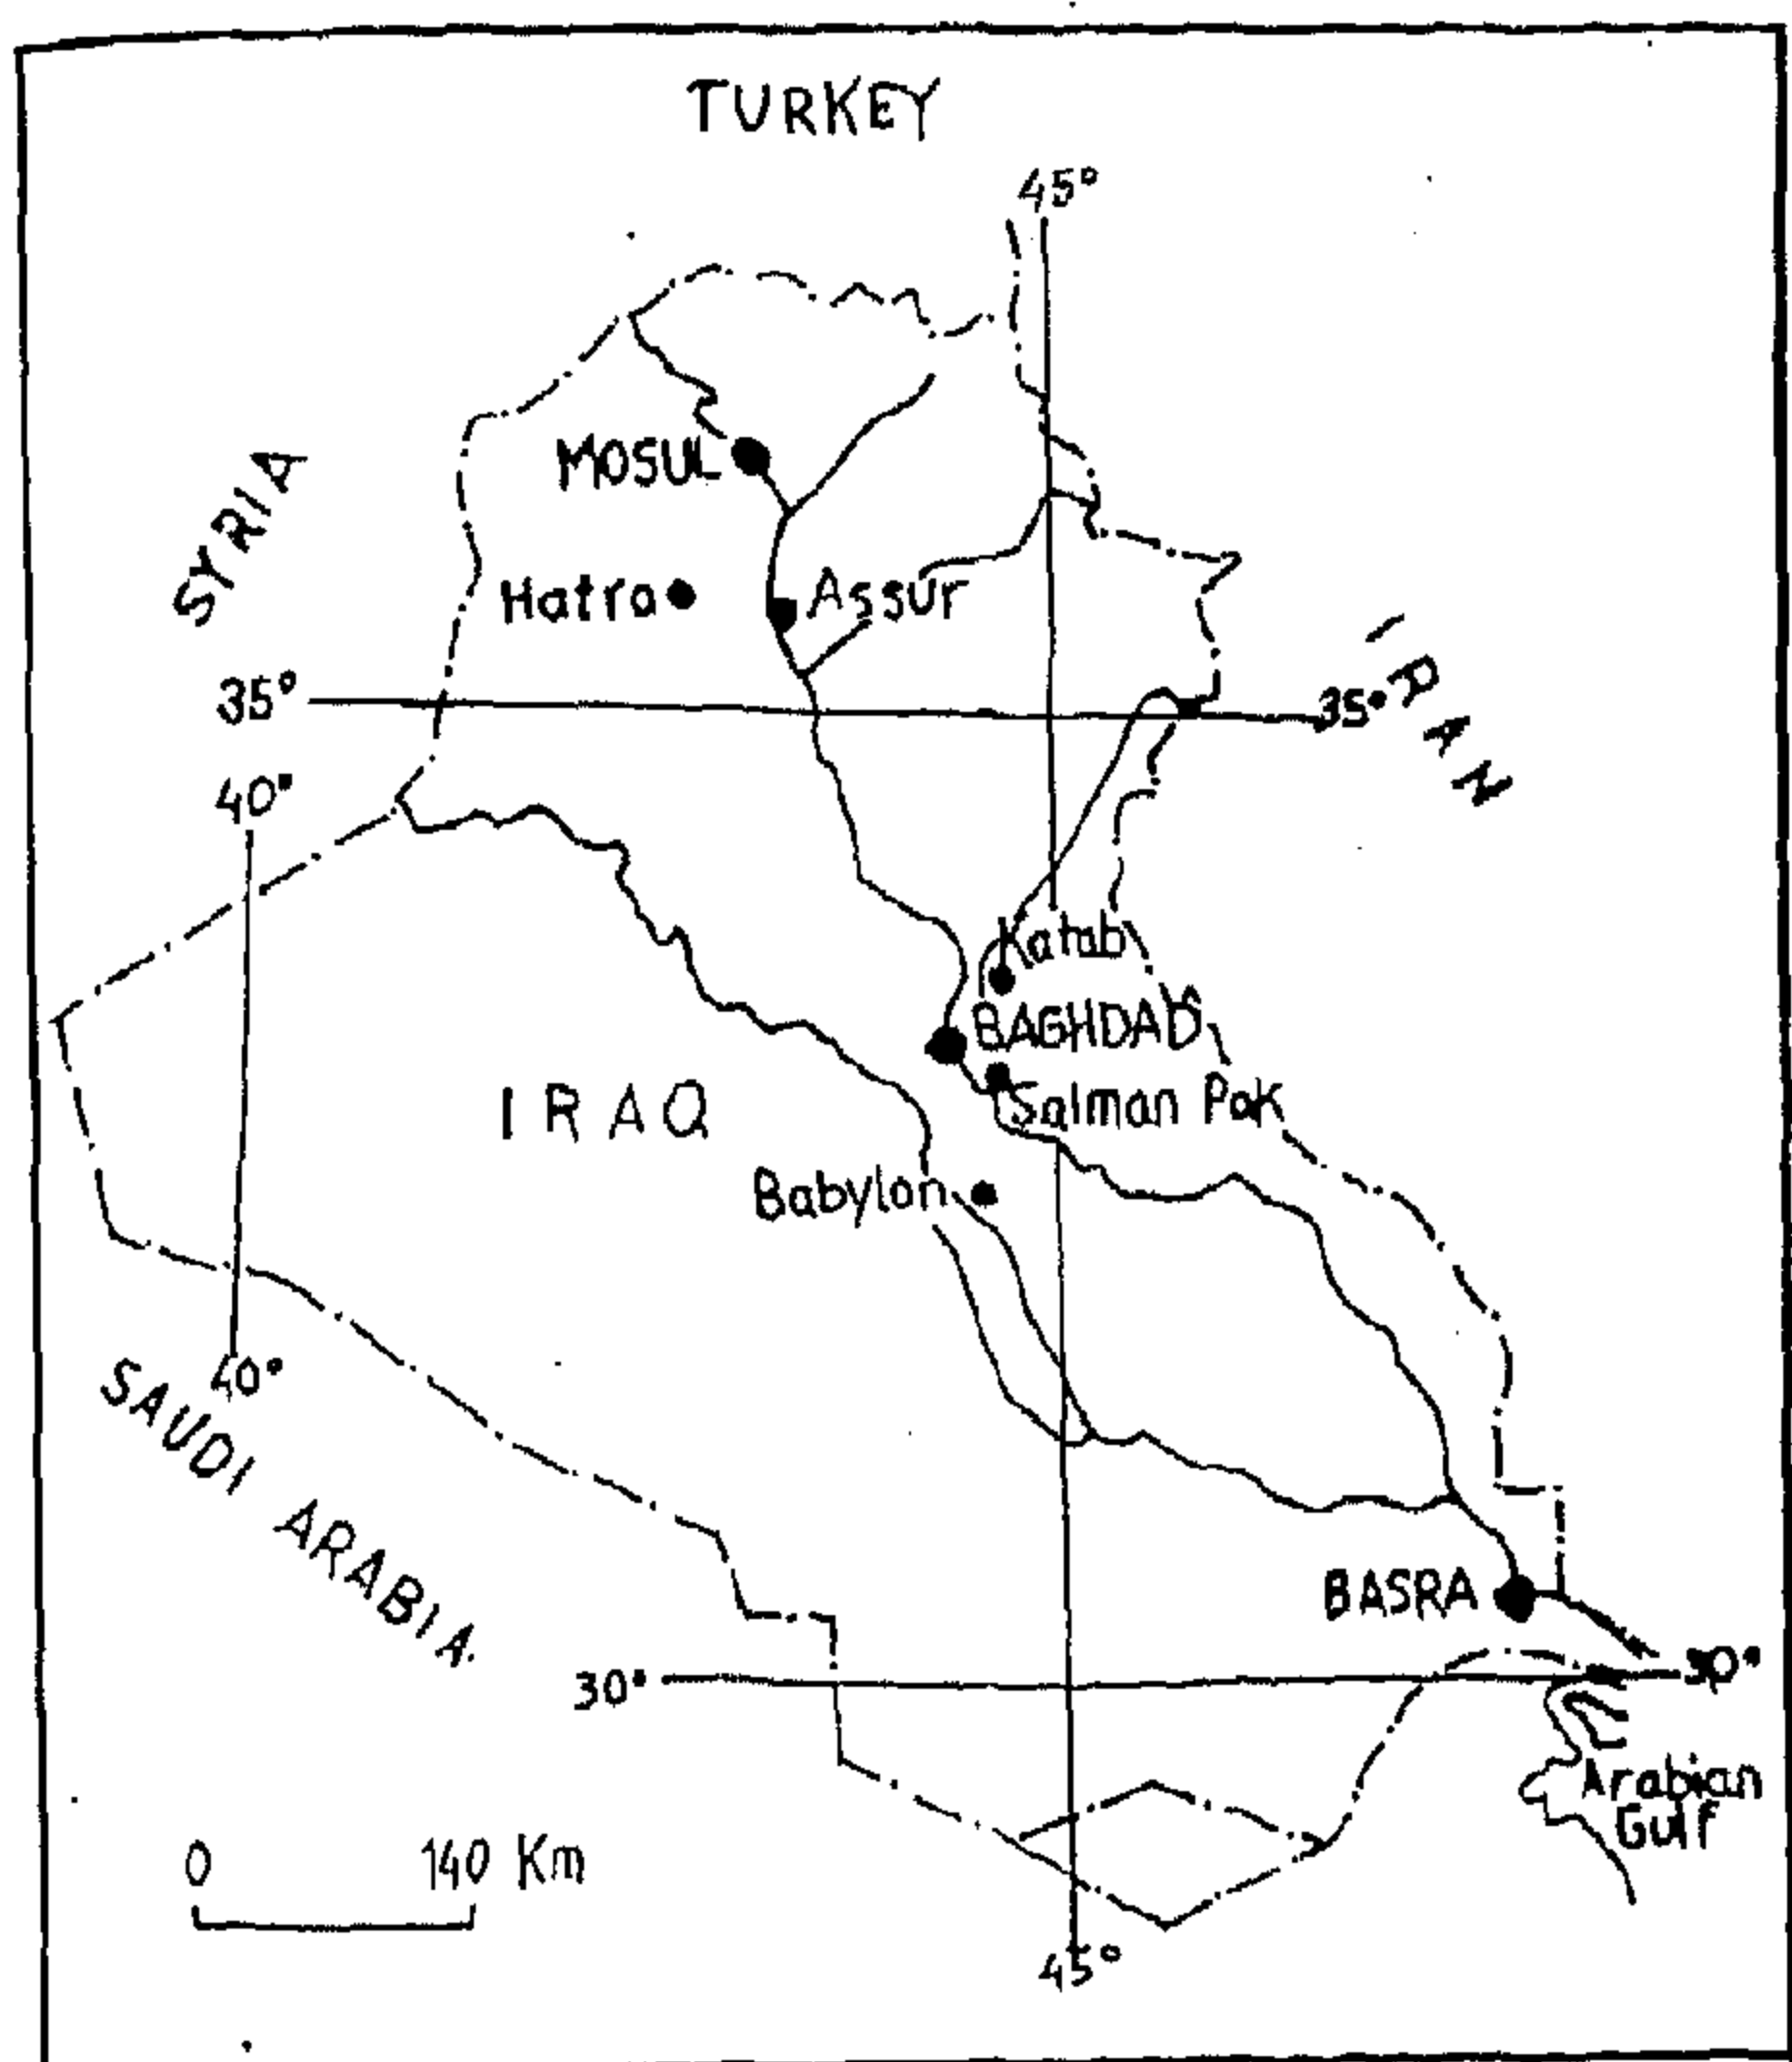 TURKEY
45°
MOSUL
SYRIA
Hatra
Assur
IRAN
35°
35°
40°
BAGHDAD
Salman Pak
IRAQ
Babylon
40°
SAUDI ARABIA
BASRA
30°
30°
Arabian
Gulf
0
140 Km
45°